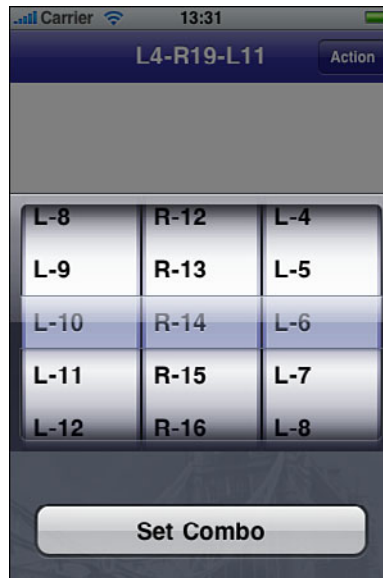 Carrier 13:31
L4-R19-L11 Action
L-8 R-12 L-4
L-9 R-13 L-5
L-10 R-14 L-6
L-11 R-15 L-7
L-12 R-16 L-8
Set Combo